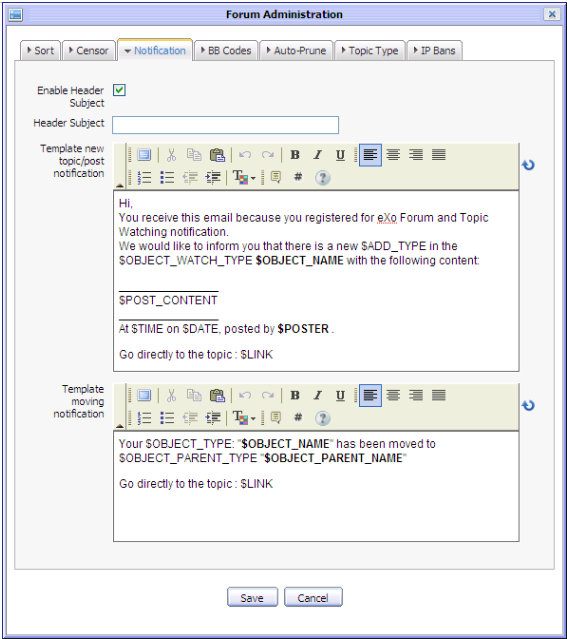 Forum Administration
Sort Censor Notification BB Codes Auto-Prune Topic Type IP Bans
Enable Header
Subject
Header Subject
Template new
topic/post
notification
B I U
T
#
?
Hi,
You receive this email because you registered for eXo Forum and Topic
Watching notification.
We would like to inform you that there is a new $ADD_TYPE in the
$OBJECT_WATCH_TYPE $OBJECT_NAME with the following content:
$POST_CONTENT
At $TIME on $DATE, posted by $POSTER .
Go directly to the topic : $LINK
Template
moving
notification
B I U
T
#
?
Your $OBJECT_TYPE: "$OBJECT_NAME" has been moved to
$OBJECT_PARENT_TYPE "$OBJECT_PARENT_NAME"
Go directly to the topic : $LINK
Save Cancel